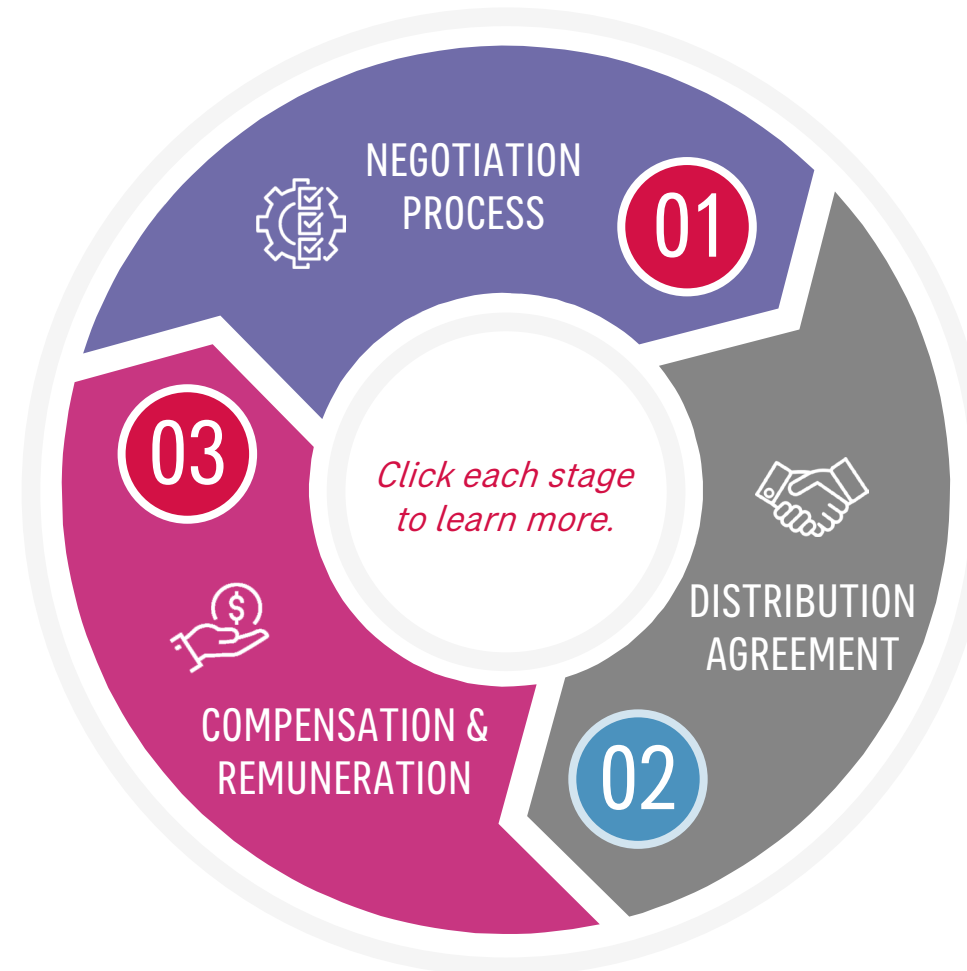 NEGOTIATION
PROCESS
01
DISTRIBUTION
AGREEMENT
02
03
COMPENSATION &
REMUNERATION
Click each stage
to learn more.